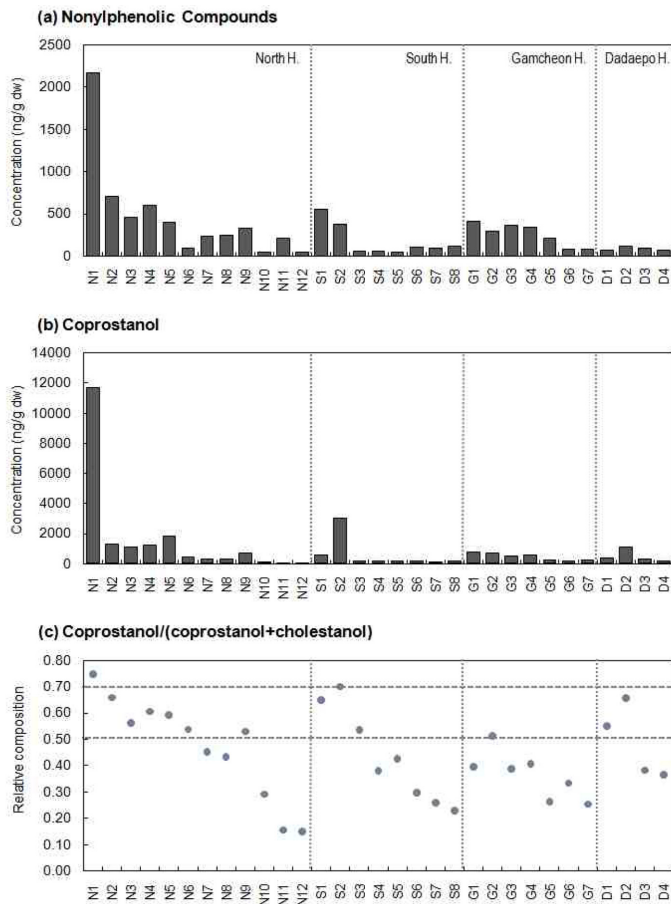 (a) Nonylphenolic Compounds
North H. South H. Gamcheon H. Dadaepo H.
Concentration (ng/g dw)
2500
2000
1500
1000
500
0
N1 N2 N3 N4 N5 N6 N7 N8 N9 N10 N11 N12 S1 S2 S3 S4 S5 S6 S7 S8 G1 G2 G3 G4 G5 G6 G7 D1 D2 D3 D4
(b) Coprostanol
Concentration (ng/g dw)
14000
12000
10000
8000
6000
4000
2000
0
N1 N2 N3 N4 N5 N6 N7 N8 N9 N10 N11 N12 S1 S2 S3 S4 S5 S6 S7 S8 G1 G2 G3 G4 G5 G6 G7 D1 D2 D3 D4
(c) Coprostanol/(coprostanol+cholestanol)
Relative composition
0.80
0.70
0.60
0.50
0.40
0.30
0.20
0.10
0.00
N1 N2 N3 N4 N5 N6 N7 N8 N9 N10 N11 N12 S1 S2 S3 S4 S5 S6 S7 S8 G1 G2 G3 G4 G5 G6 G7 D1 D2 D3 D4